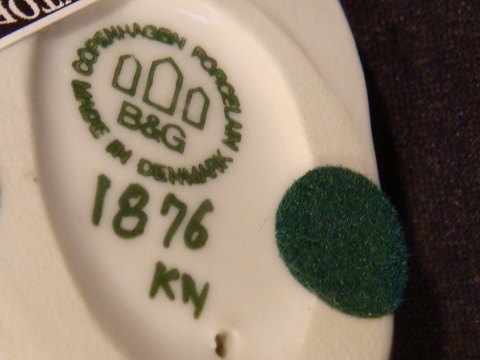 COPENHAGEN PORCELAIN
MADE IN DENMARK
B&G
1876
KN